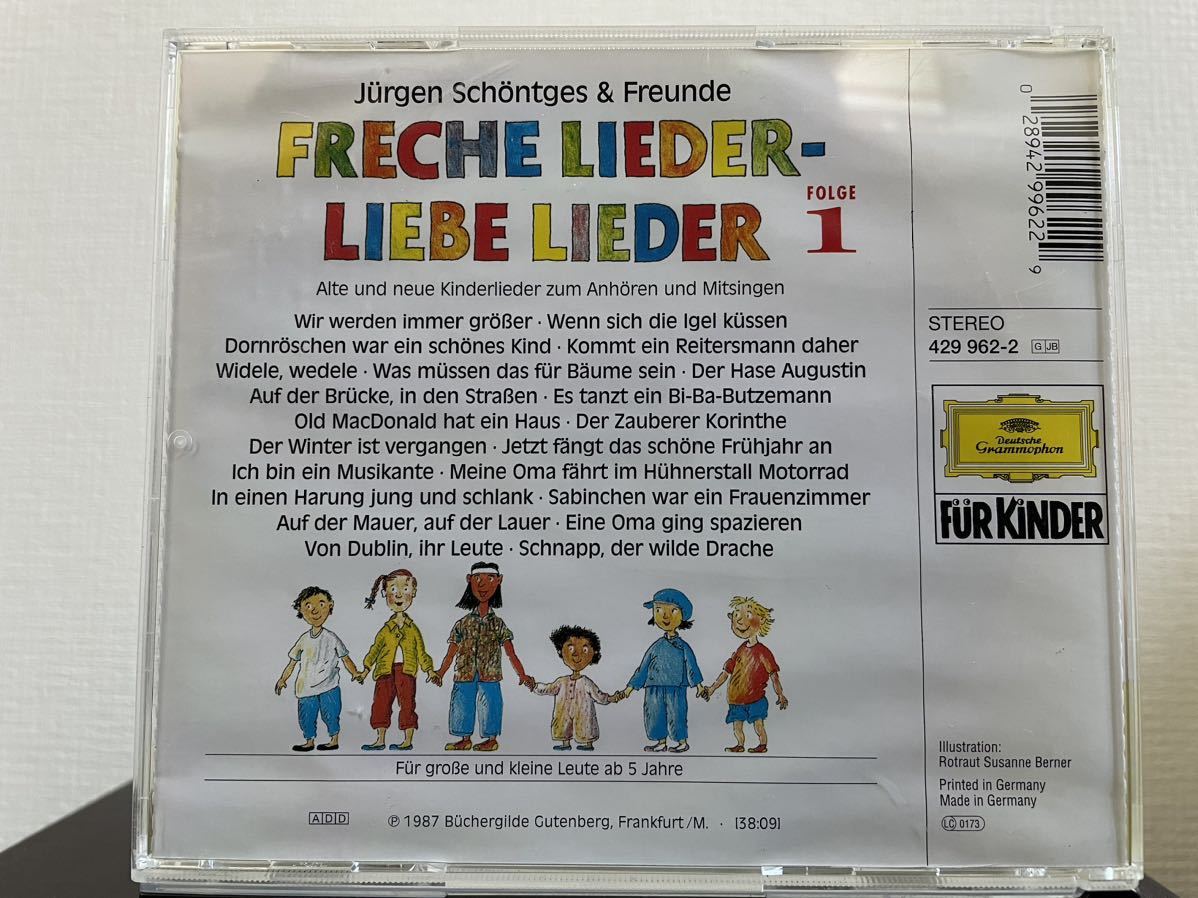 Jürgen Schöntges & Freunde
FRECHE LIEDER-
LIEBE LIEDER
FOLGE
1
Alte und neue Kinderlieder zum Anhören und Mitsingen
Wir werden immer größer · Wenn sich die Igel küssen
Dornröschen war ein schönes Kind · Kommt ein Reitersmann daher
Widele, wedele · Was müssen das für Bäume sein · Der Hase Augustin
Auf der Brücke, in den Straßen · Es tanzt ein Bi-Ba-Butzemann
Old MacDonald hat ein Haus · Der Zauberer Korinthe
Der Winter ist vergangen · Jetzt fängt das schöne Frühjahr an
Ich bin ein Musikante · Meine Oma fährt im Hühnerstall Motorrad
In einen Harung jung und schlank · Sabinchen war ein Frauenzimmer
Auf der Mauer, auf der Lauer · Eine Oma ging spazieren
Von Dublin, ihr Leute · Schnapp, der wilde Drache
Für große und kleine Leute ab 5 Jahre
ADD
℗ 1987 Büchergilde Gutenberg, Frankfurt/M. · [38:09]
0 28942 99622 9
STEREO
429 962-2 G JB
Deutsche
Grammophon
FÜR KINDER
Illustration:
Rotraut Susanne Berner
Printed in Germany
Made in Germany
LC 0173